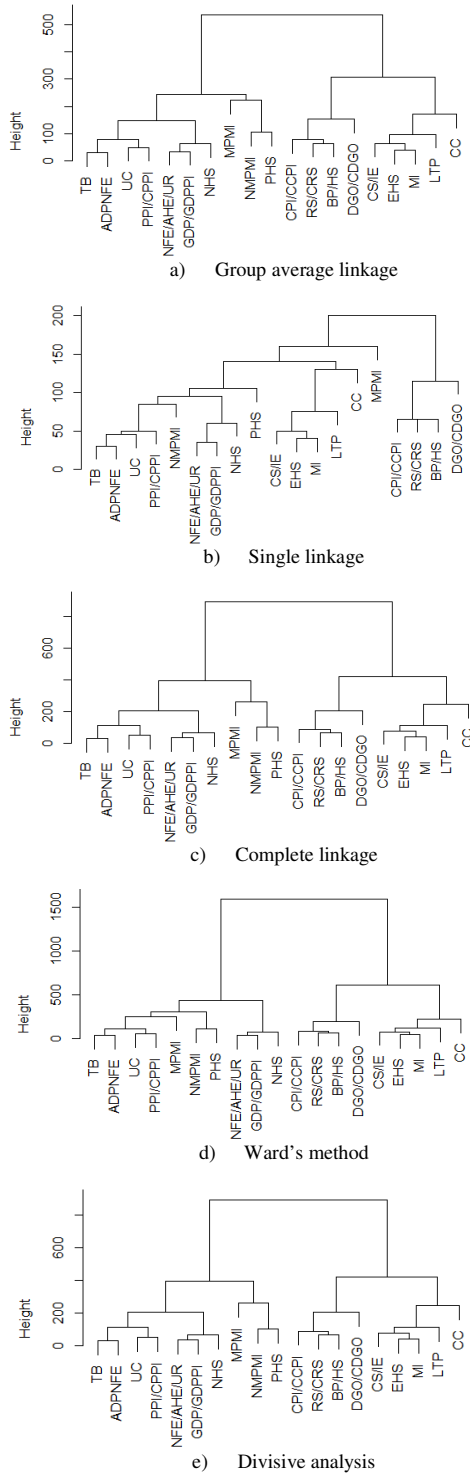 Height
0 100 300 500
TB
ADPNFE
UC
PPI/CPPI
NFE/AHE/UR
GDP/GDPPI
NHS
MPMI
NMPMI
PHS
CPI/CCPI
RS/CRS
BP/HS
DGO/CDGO
CS/IE
EHS
MI
LTP
CC
a) Group average linkage
Height
0 50 100 150 200
TB
ADPNFE
UC
PPI/CPPI
NMPMI
NFE/AHE/UR
GDP/GDPPI
NHS
PHS
CS/IE
EHS
MI
LTP
CC
MPMI
CPI/CCPI
RS/CRS
BP/HS
DGO/CDGO
b) Single linkage
Height
0 200 600
TB
ADPNFE
UC
PPI/CPPI
NFE/AHE/UR
GDP/GDPPI
NHS
MPMI
NMPMI
PHS
CPI/CCPI
RS/CRS
BP/HS
DGO/CDGO
CS/IE
EHS
MI
LTP
CC
c) Complete linkage
Height
0 500 1000 1500
TB
ADPNFE
UC
PPI/CPPI
MPMI
NMPMI
PHS
NFE/AHE/UR
GDP/GDPPI
NHS
CPI/CCPI
RS/CRS
BP/HS
DGO/CDGO
CS/IE
EHS
MI
LTP
CC
d) Ward's method
Height
0 200 600
TB
ADPNFE
UC
PPI/CPPI
NFE/AHE/UR
GDP/GDPPI
NHS
MPMI
NMPMI
PHS
CPI/CCPI
RS/CRS
BP/HS
DGO/CDGO
CS/IE
EHS
MI
LTP
CC
e) Divisive analysis